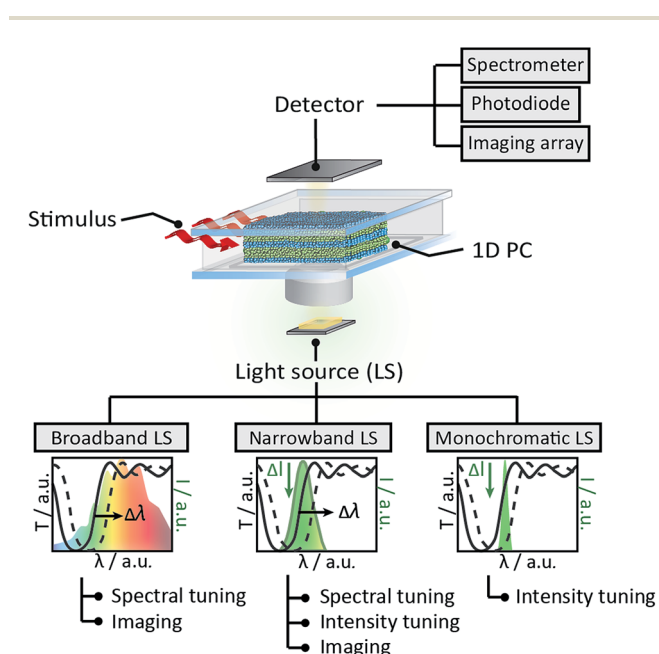 Spectrometer
Detector
Photodiode
Imaging array
Stimulus
1D PC
Light source (LS)
Broadband LS
Narrowband LS
Monochromatic LS
T / a.u.
Δλ
I / a.u.
λ / a.u.
T / a.u.
ΔI
Δλ
I / a.u.
λ / a.u.
T / a.u.
ΔI
I / a.u.
λ / a.u.
Spectral tuning
Imaging
Spectral tuning
Intensity tuning
Imaging
Intensity tuning